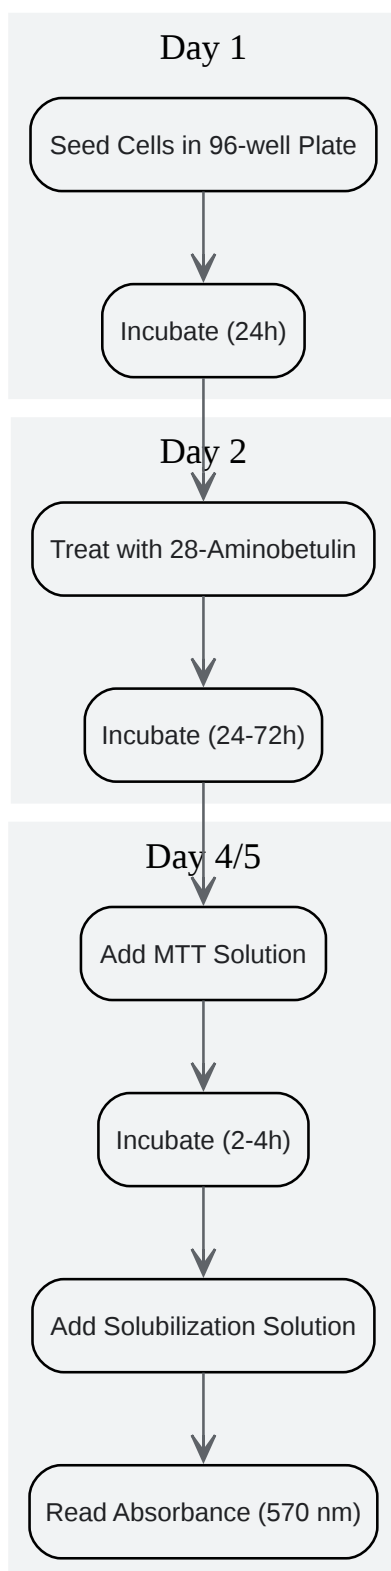 Day 1
Seed Cells in 96-well Plate
Incubate (24h)
Day 2
Treat with 28-Aminobetulin
Incubate (24-72h)
Day 4/5
Add MTT Solution
Incubate (2-4h)
Add Solubilization Solution
Read Absorbance (570 nm)